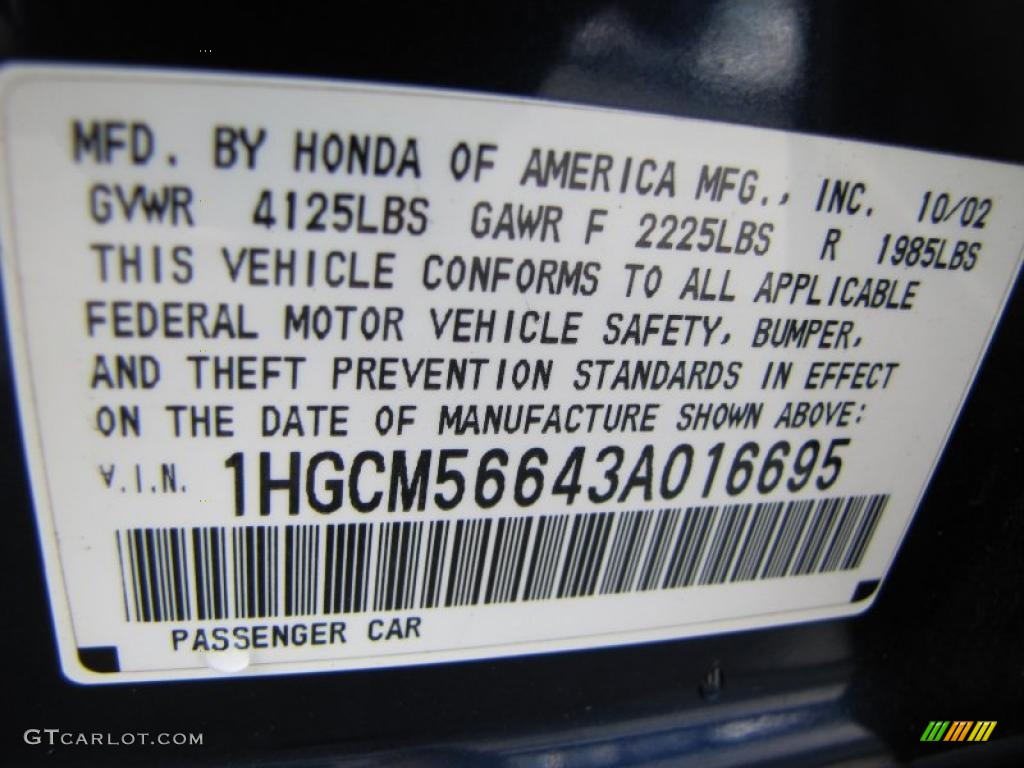 MFD. BY HONDA OF AMERICA MFG., INC. 10/02
GVWR 4125LBS GAWR F 2225LBS R 1985LBS
THIS VEHICLE CONFORMS TO ALL APPLICABLE
FEDERAL MOTOR VEHICLE SAFETY, BUMPER,
AND THEFT PREVENTION STANDARDS IN EFFECT
ON THE DATE OF MANUFACTURE SHOWN ABOVE:
V.I.N. 1HGCM56643A016695
PASSENGER CAR
GTCARLOT.COM